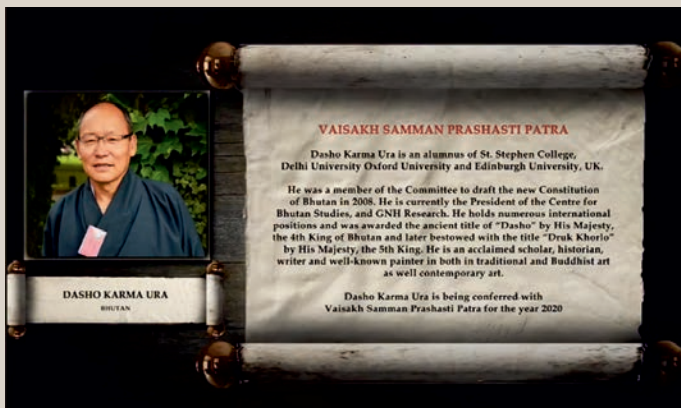 VAISAKH SAMMAN PRASHASTI PATRA
Dasho Karma Ura is an alumnus of St. Stephen College,
Delhi University Oxford University and Edinburgh University, UK.
He was a member of the Committee to draft the new Constitution
of Bhutan in 2008. He is currently the President of the Centre for
Bhutan Studies, and GNH Research. He holds numerous international
positions and was awarded the ancient title of "Dasho" by His Majesty,
the 4th King of Bhutan and later bestowed with the title "Druk Khorlo"
by His Majesty, the 5th King. He is an acclaimed scholar, historian,
writer and well-known painter in both in traditional and Buddhist art
as well contemporary art.
Dasho Karma Ura is being conferred with
Vaisakh Samman Prashasti Patra for the year 2020
DASHO KARMA URA
BHUTAN